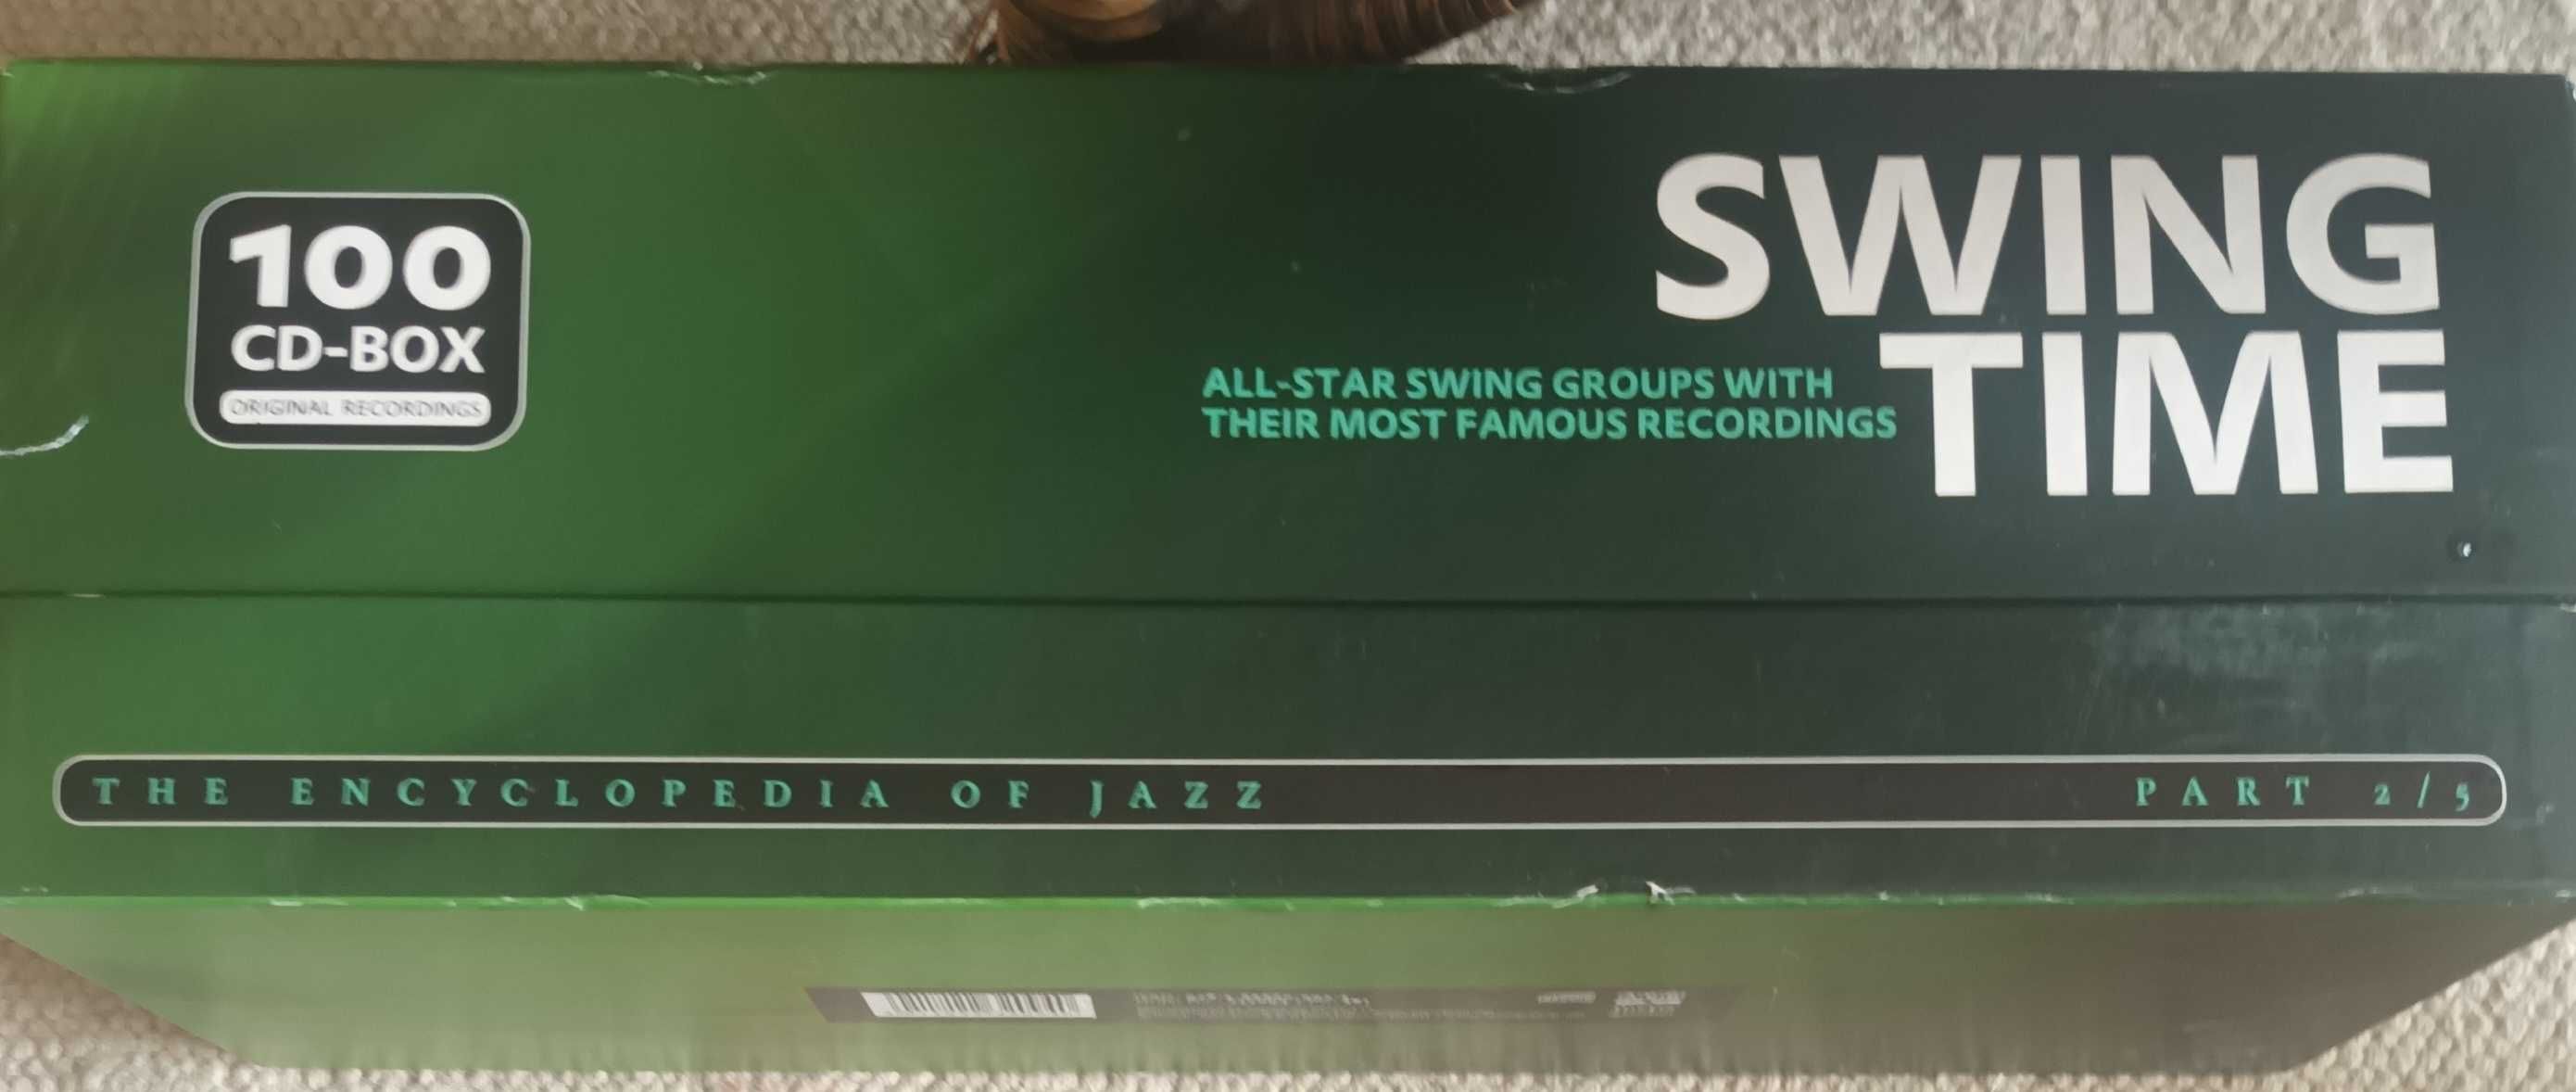 100
CD-BOX
ORIGINAL RECORDINGS
SWING
TIME
ALL-STAR SWING GROUPS WITH
THEIR MOST FAMOUS RECORDINGS
THE ENCYCLOPEDIA OF JAZZ
PART 2/5